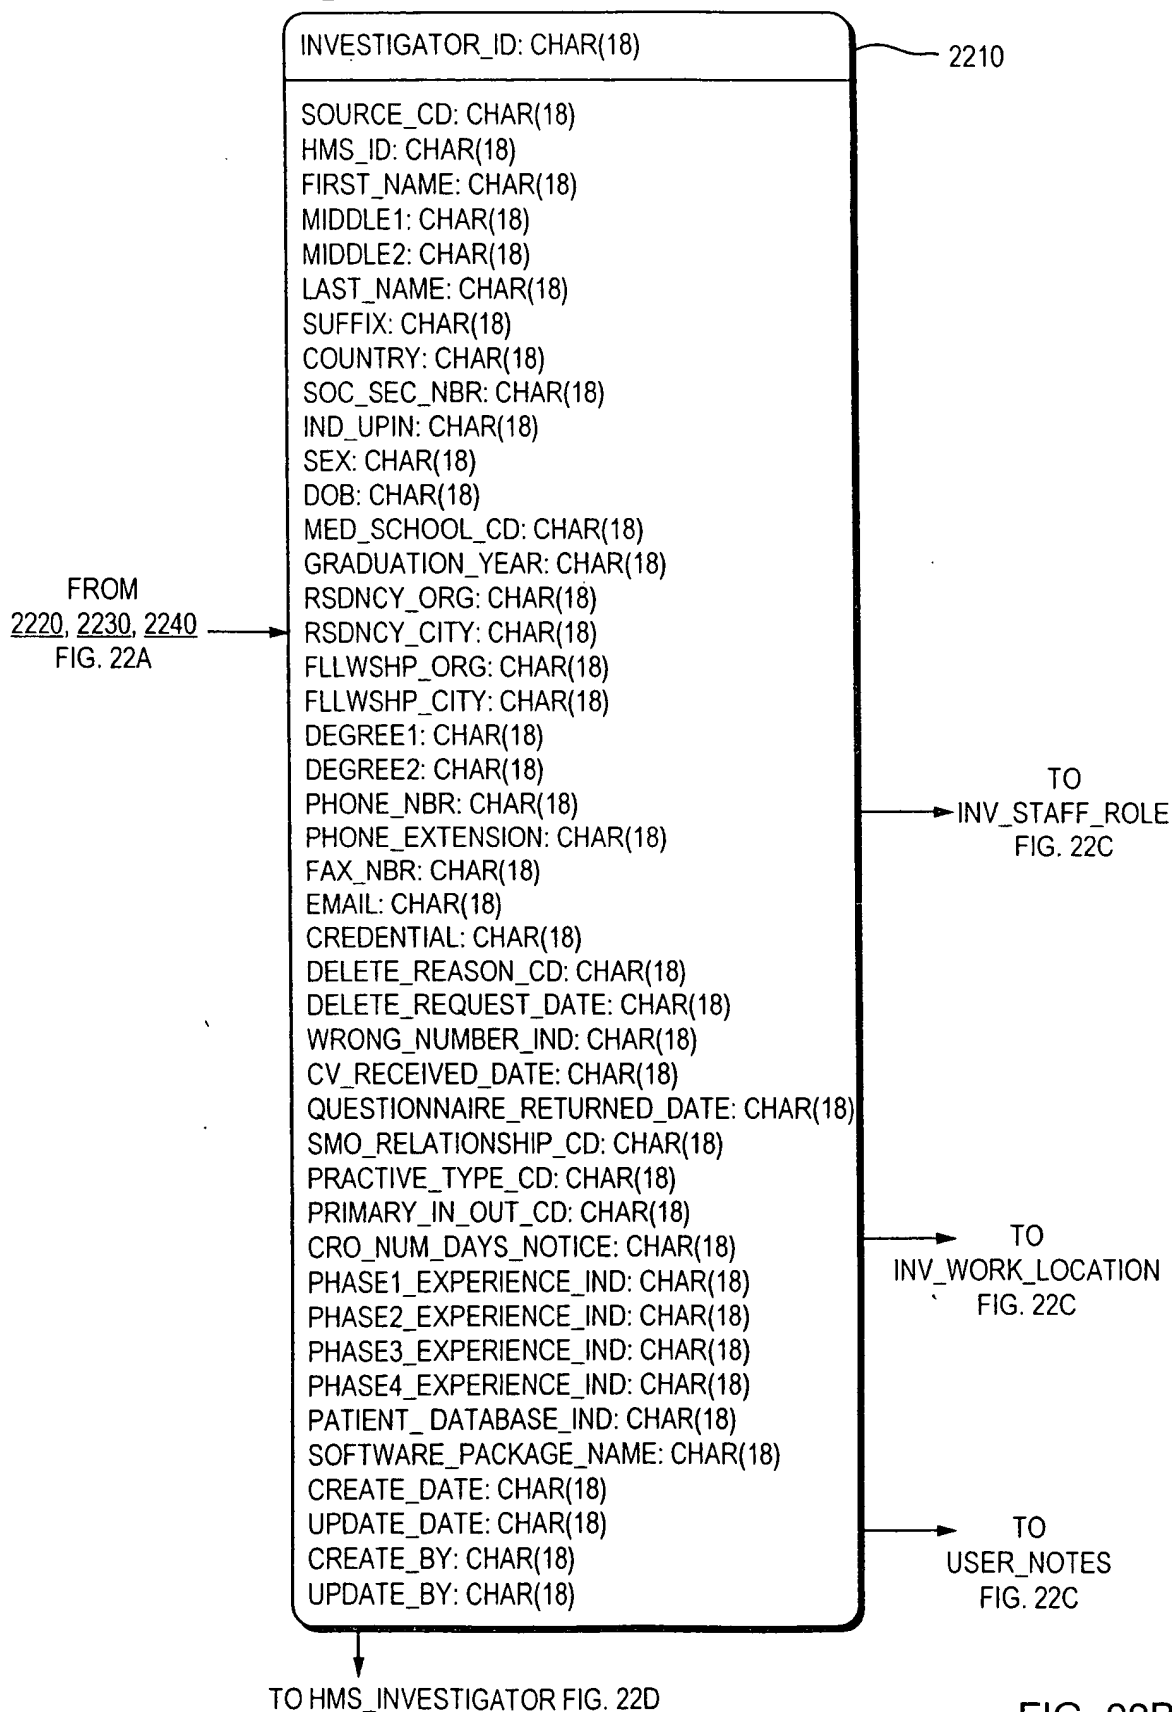 INVESTIGATOR_ID: CHAR(18)
2210
SOURCE_CD: CHAR(18)
HMS_ID: CHAR(18)
FIRST_NAME: CHAR(18)
MIDDLE1: CHAR(18)
MIDDLE2: CHAR(18)
LAST_NAME: CHAR(18)
SUFFIX: CHAR(18)
COUNTRY: CHAR(18)
SOC_SEC_NBR: CHAR(18)
IND_UPIN: CHAR(18)
SEX: CHAR(18)
DOB: CHAR(18)
MED_SCHOOL_CD: CHAR(18)
GRADUATION_YEAR: CHAR(18)
RSDNCY_ORG: CHAR(18)
RSDNCY_CITY: CHAR(18)
FLLWSHP_ORG: CHAR(18)
FLLWSHP_CITY: CHAR(18)
DEGREE1: CHAR(18)
DEGREE2: CHAR(18)
PHONE_NBR: CHAR(18)
PHONE_EXTENSION: CHAR(18)
FAX_NBR: CHAR(18)
EMAIL: CHAR(18)
CREDENTIAL: CHAR(18)
DELETE_REASON_CD: CHAR(18)
DELETE_REQUEST_DATE: CHAR(18)
WRONG_NUMBER_IND: CHAR(18)
CV_RECEIVED_DATE: CHAR(18)
QUESTIONNAIRE_RETURNED_DATE: CHAR(18)
SMO_RELATIONSHIP_CD: CHAR(18)
PRACTIVE_TYPE_CD: CHAR(18)
PRIMARY_IN_OUT_CD: CHAR(18)
CRO_NUM_DAYS_NOTICE: CHAR(18)
PHASE1_EXPERIENCE_IND: CHAR(18)
PHASE2_EXPERIENCE_IND: CHAR(18)
PHASE3_EXPERIENCE_IND: CHAR(18)
PHASE4_EXPERIENCE_IND: CHAR(18)
PATIENT_ DATABASE_IND: CHAR(18)
SOFTWARE_PACKAGE_NAME: CHAR(18)
CREATE_DATE: CHAR(18)
UPDATE_DATE: CHAR(18)
CREATE_BY: CHAR(18)
UPDATE_BY: CHAR(18)
FROM
2220, 2230, 2240
FIG. 22A
TO
INV_STAFF_ROLE
FIG. 22C
TO
INV_WORK_LOCATION
FIG. 22C
TO
USER_NOTES
FIG. 22C
TO HMS_INVESTIGATOR FIG. 22D
FIG. 22B